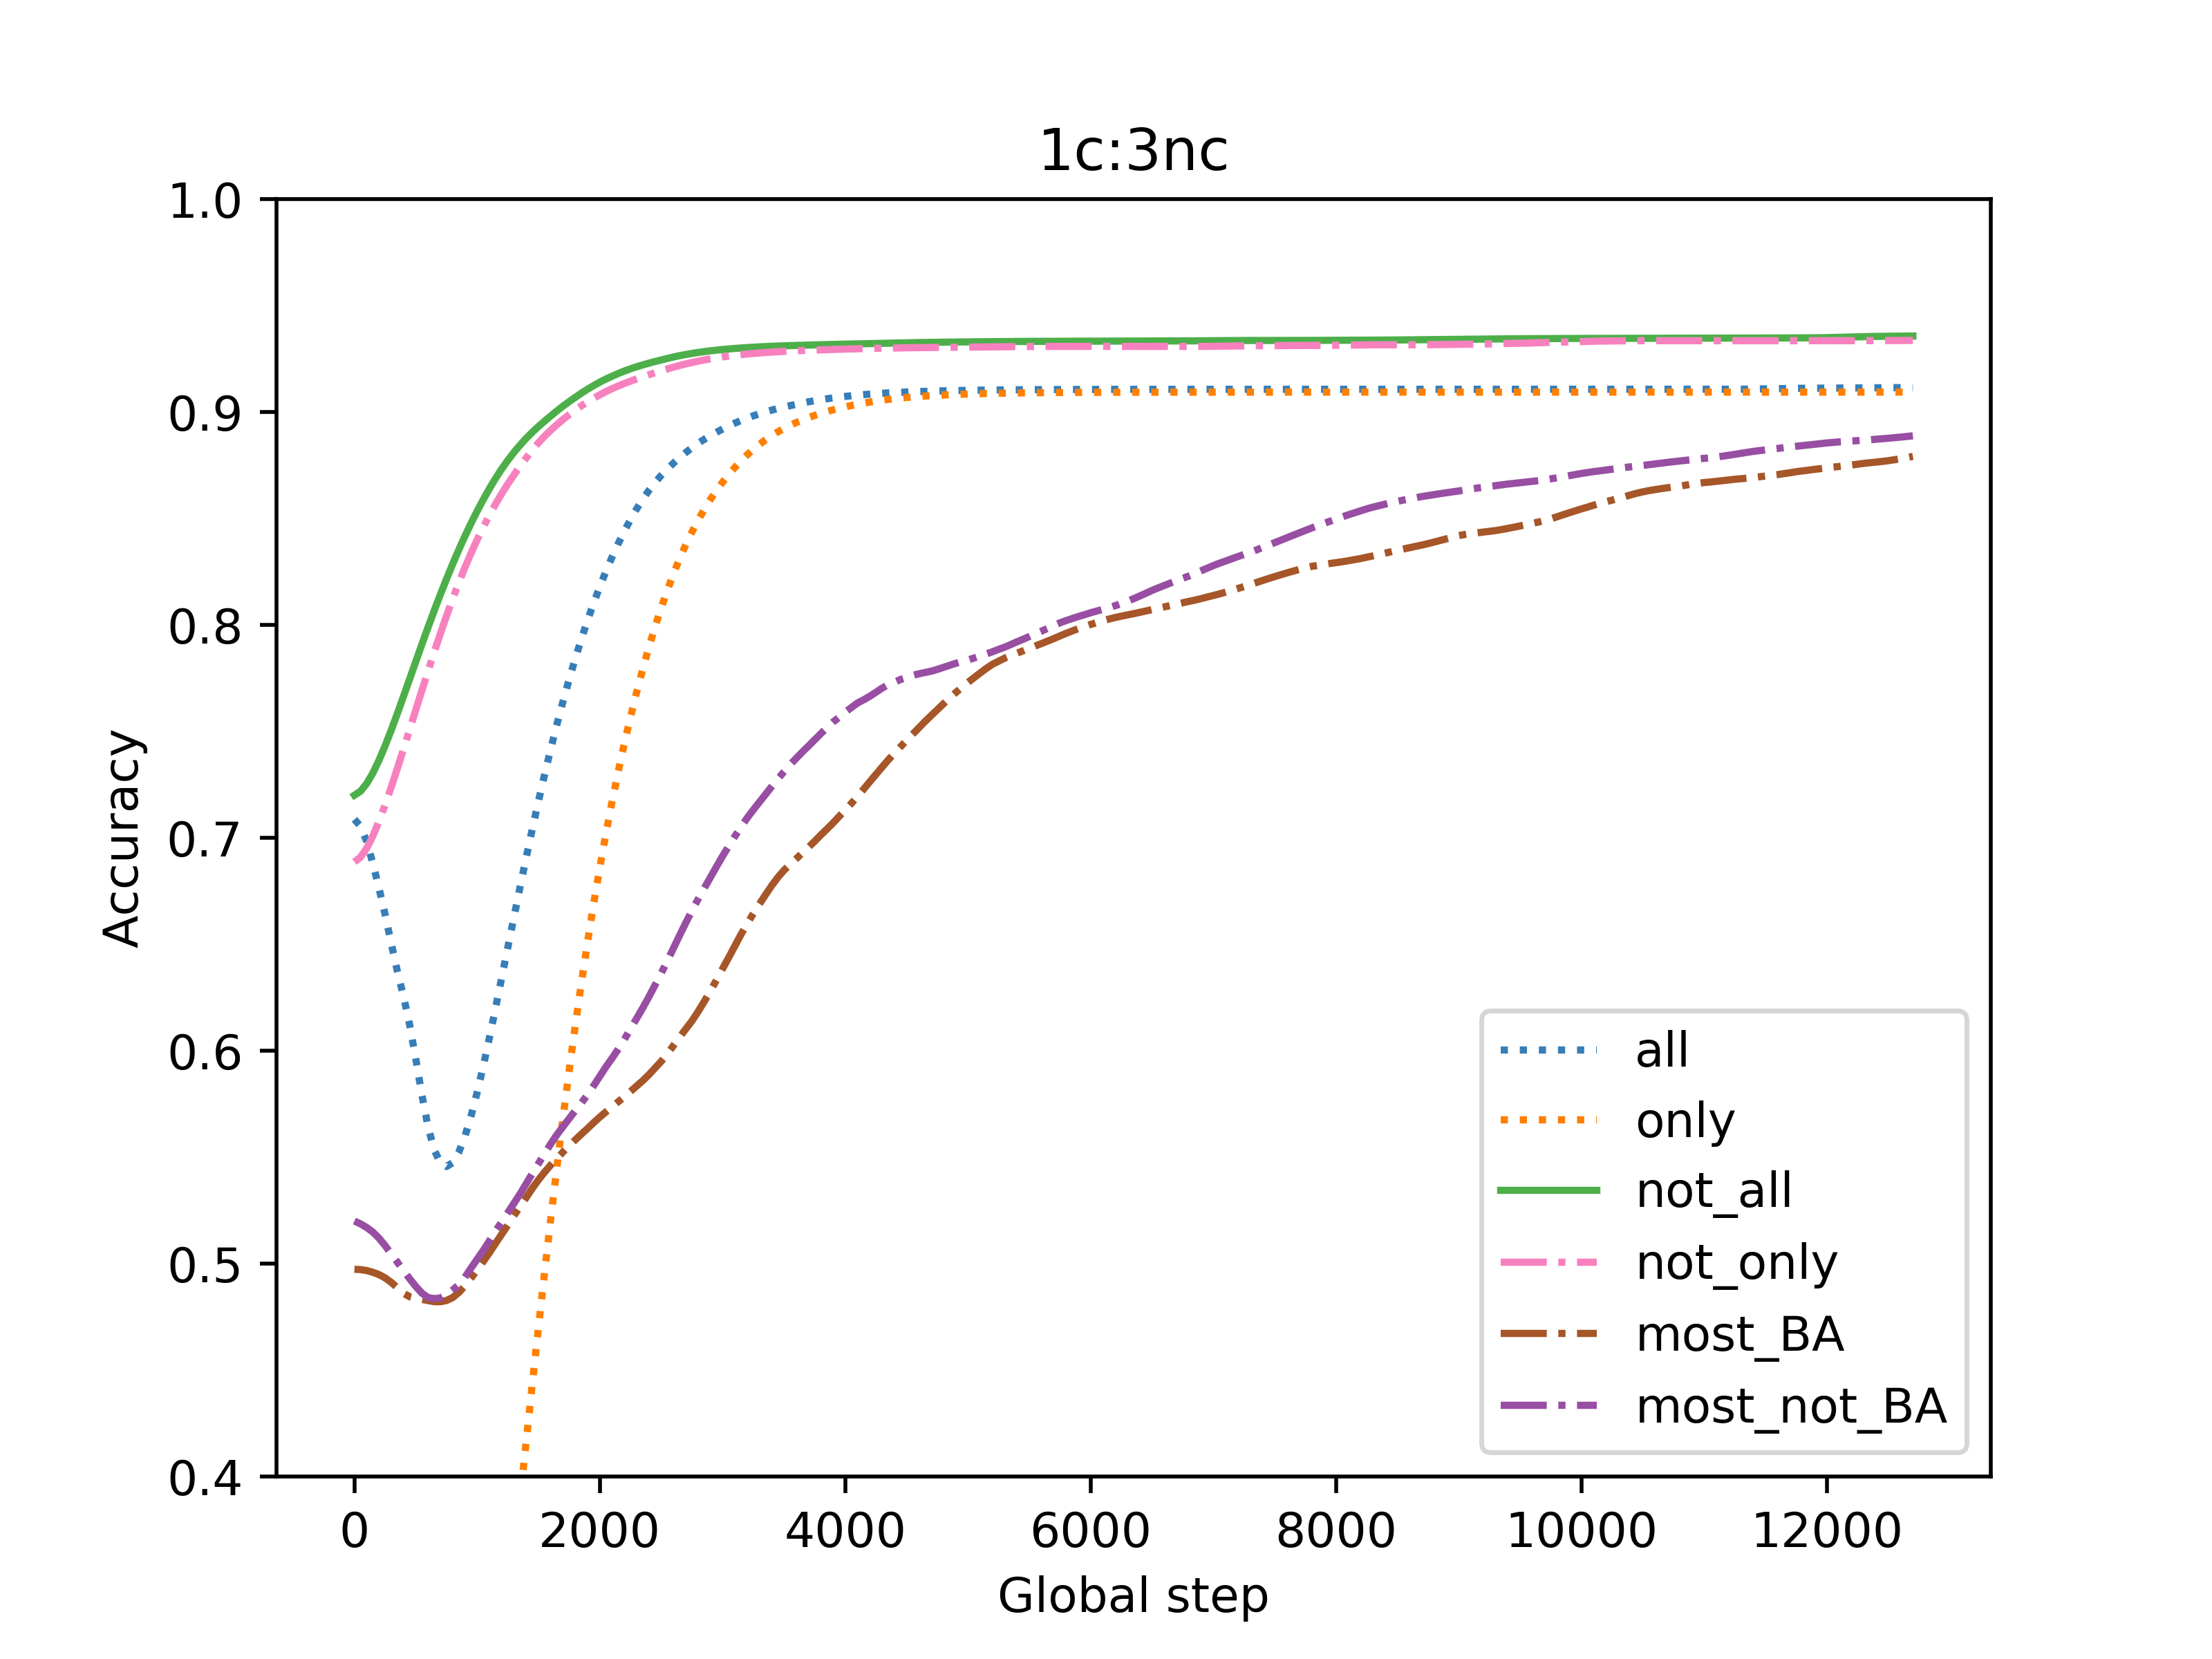 1c:3nc
1.0
0.9
0.8
0.7
0.6
0.5
0.4
Accuracy
0 2000 4000 6000 8000 10000 12000
Global step
all
only
not_all
not_only
most_BA
most_not_BA